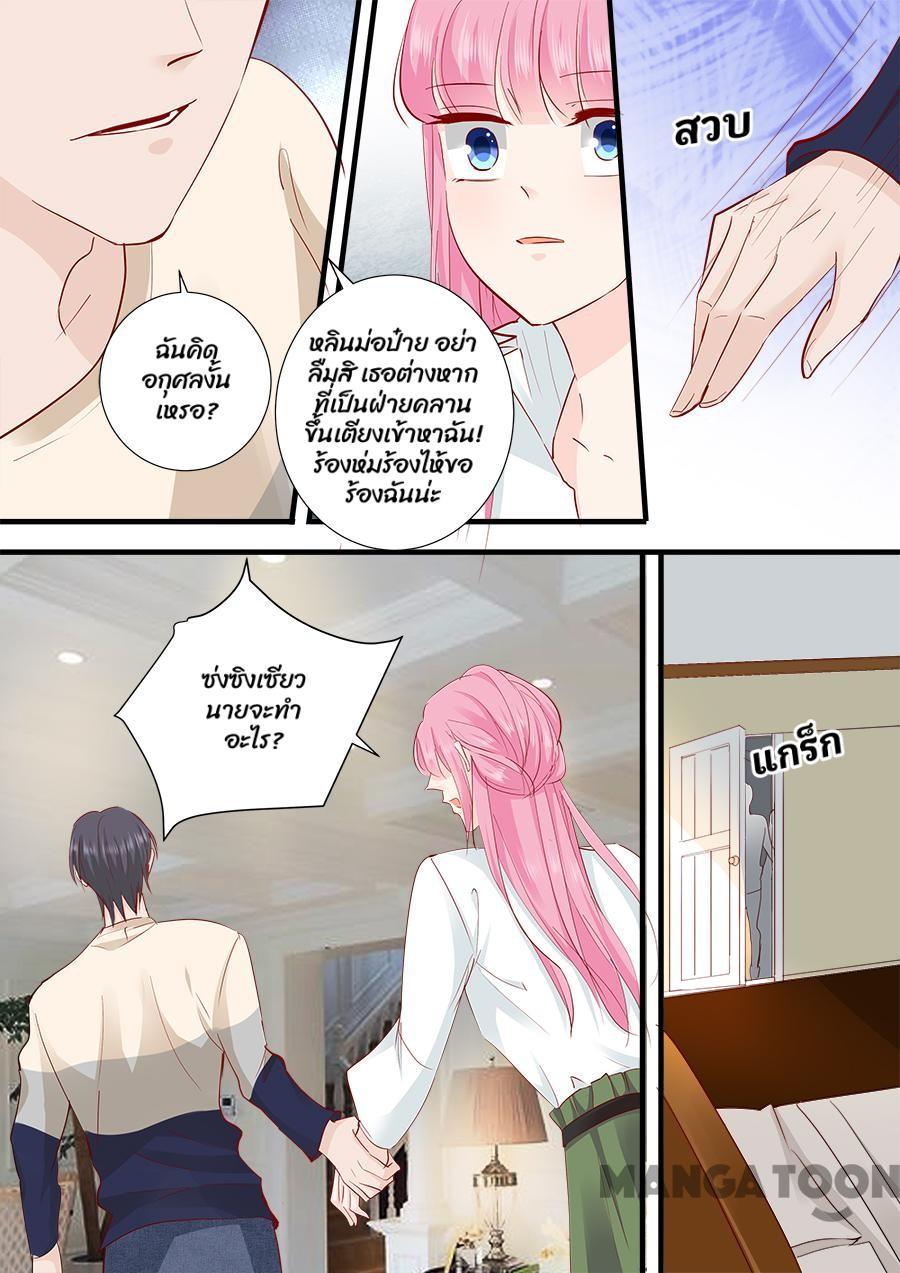 ฉันคิด
อกุศลงั้น
เหรอ?
หลินม่อป๋าย อย่า
ลืมสิ เธอต่างหาก
ที่เป็นฝ่ายคลาน
ขึ้นเตียงเข้าหาฉัน!
ร้องห่มร้องไห้ขอ
ร้องฉันน่ะ
สวบ
ซ่งซิงเซียว
นายจะทำ
อะไร?
แกร็ก
MANGATOON